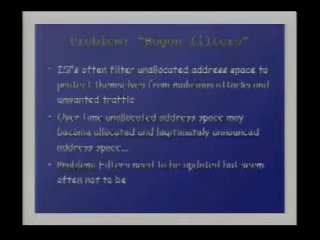 Problem: "Bogon Filters"
• ISPs often filter unallocated address space to
protect themselves from malicious attacks and
unwanted traffic
• Over time unallocated address space may
become allocated and legitimately announced
address space...
• Problem: Filters need to be updated but seem
often not to be